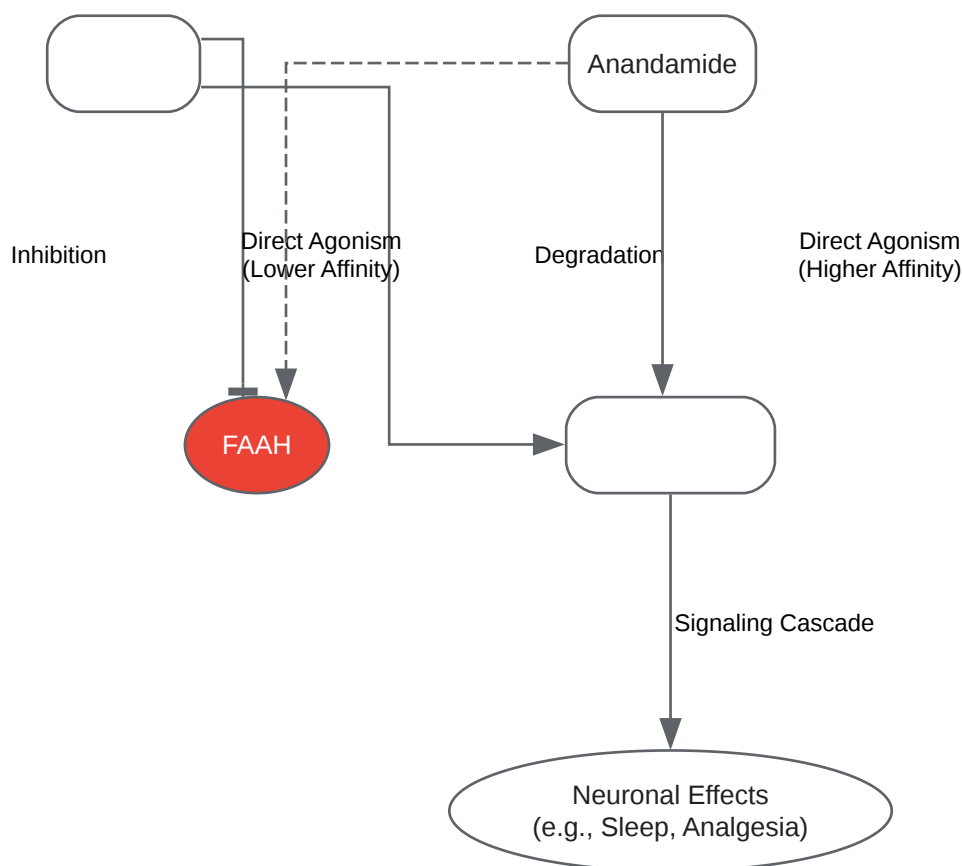 Anandamide
Inhibition
Direct Agonism
(Lower Affinity)
Degradation
Direct Agonism
(Higher Affinity)
FAAH
Signaling Cascade
Neuronal Effects
(e.g., Sleep, Analgesia)